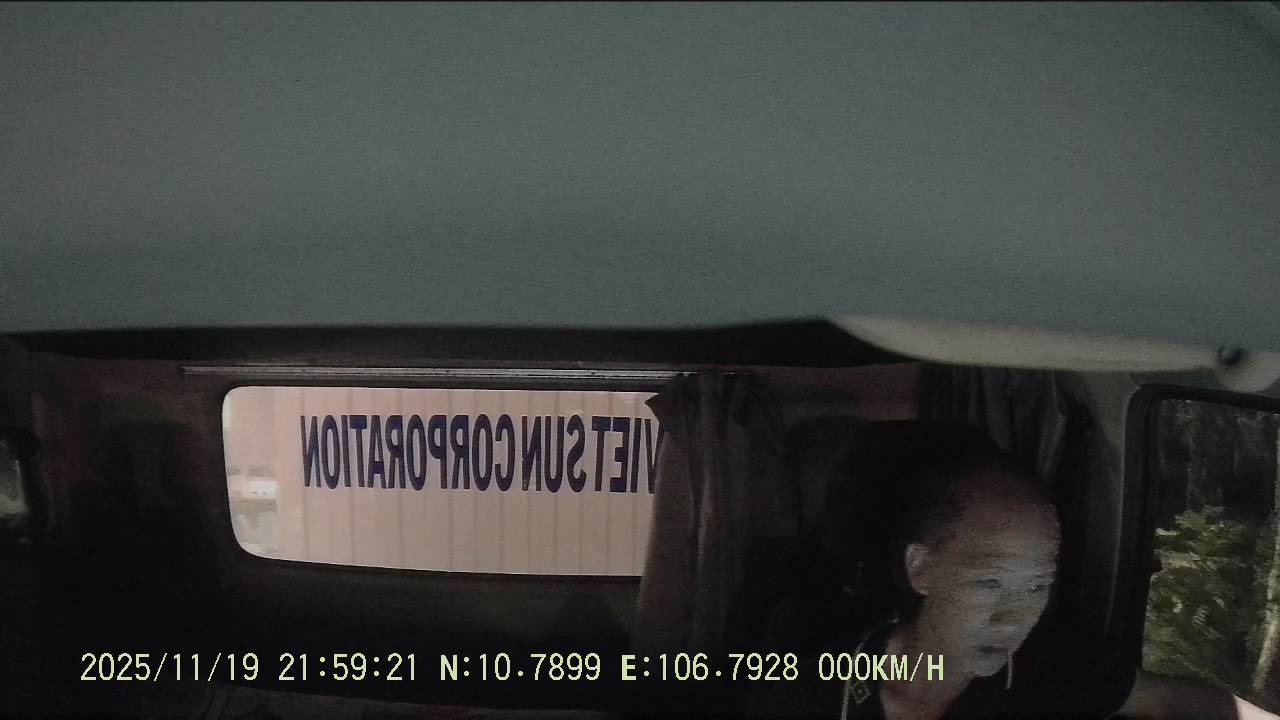 VIET SUN CORPORATION
2025/11/19 21:59:21 N:10.7899 E:106.7928 000KM/H